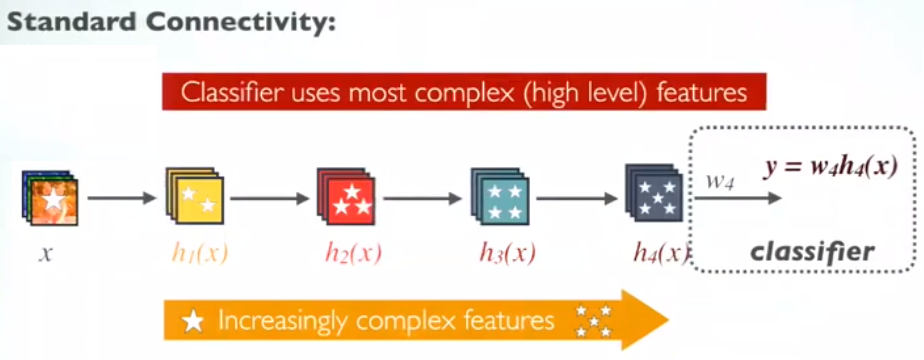 Standard Connectivity:
Classifier uses most complex (high level) features
w₄
y = w₄h₄(x)
x
h₁(x)
h₂(x)
h₃(x)
h₄(x)
classifier
Increasingly complex features